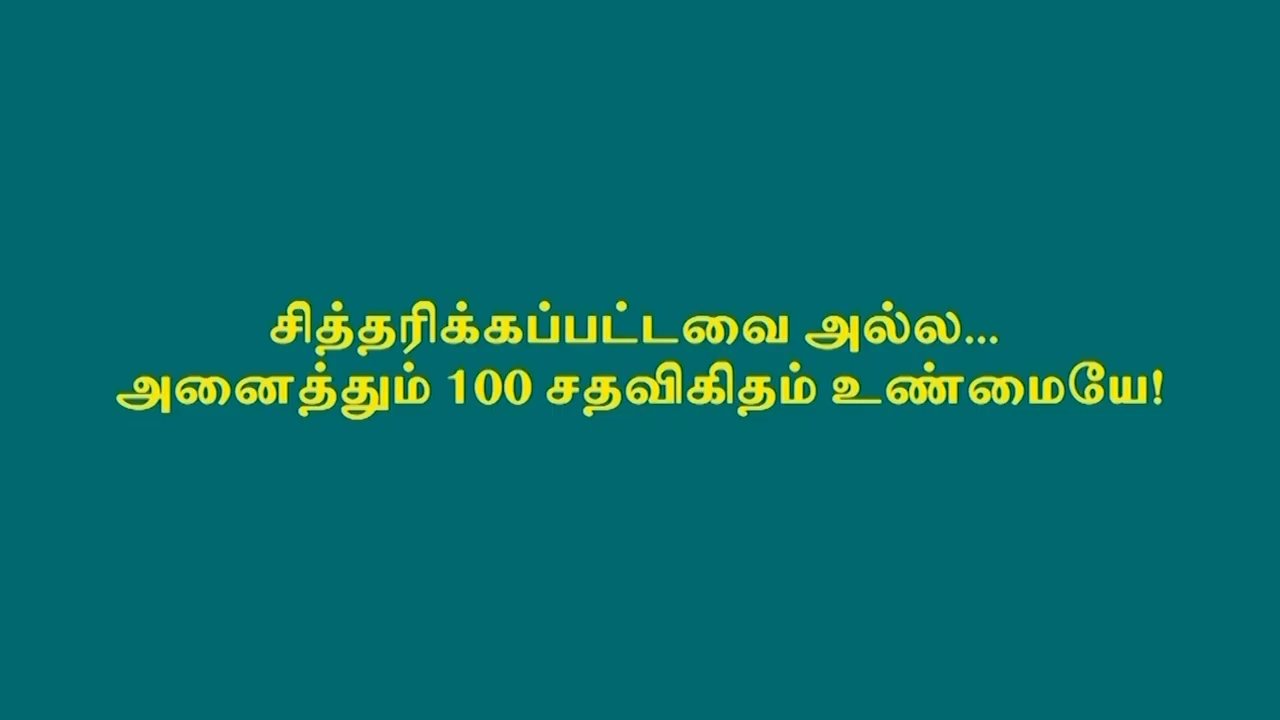 சித்தரிக்கப்பட்டவை அல்ல...
அனைத்தும் 100 சதவிகிதம் உண்மையே!